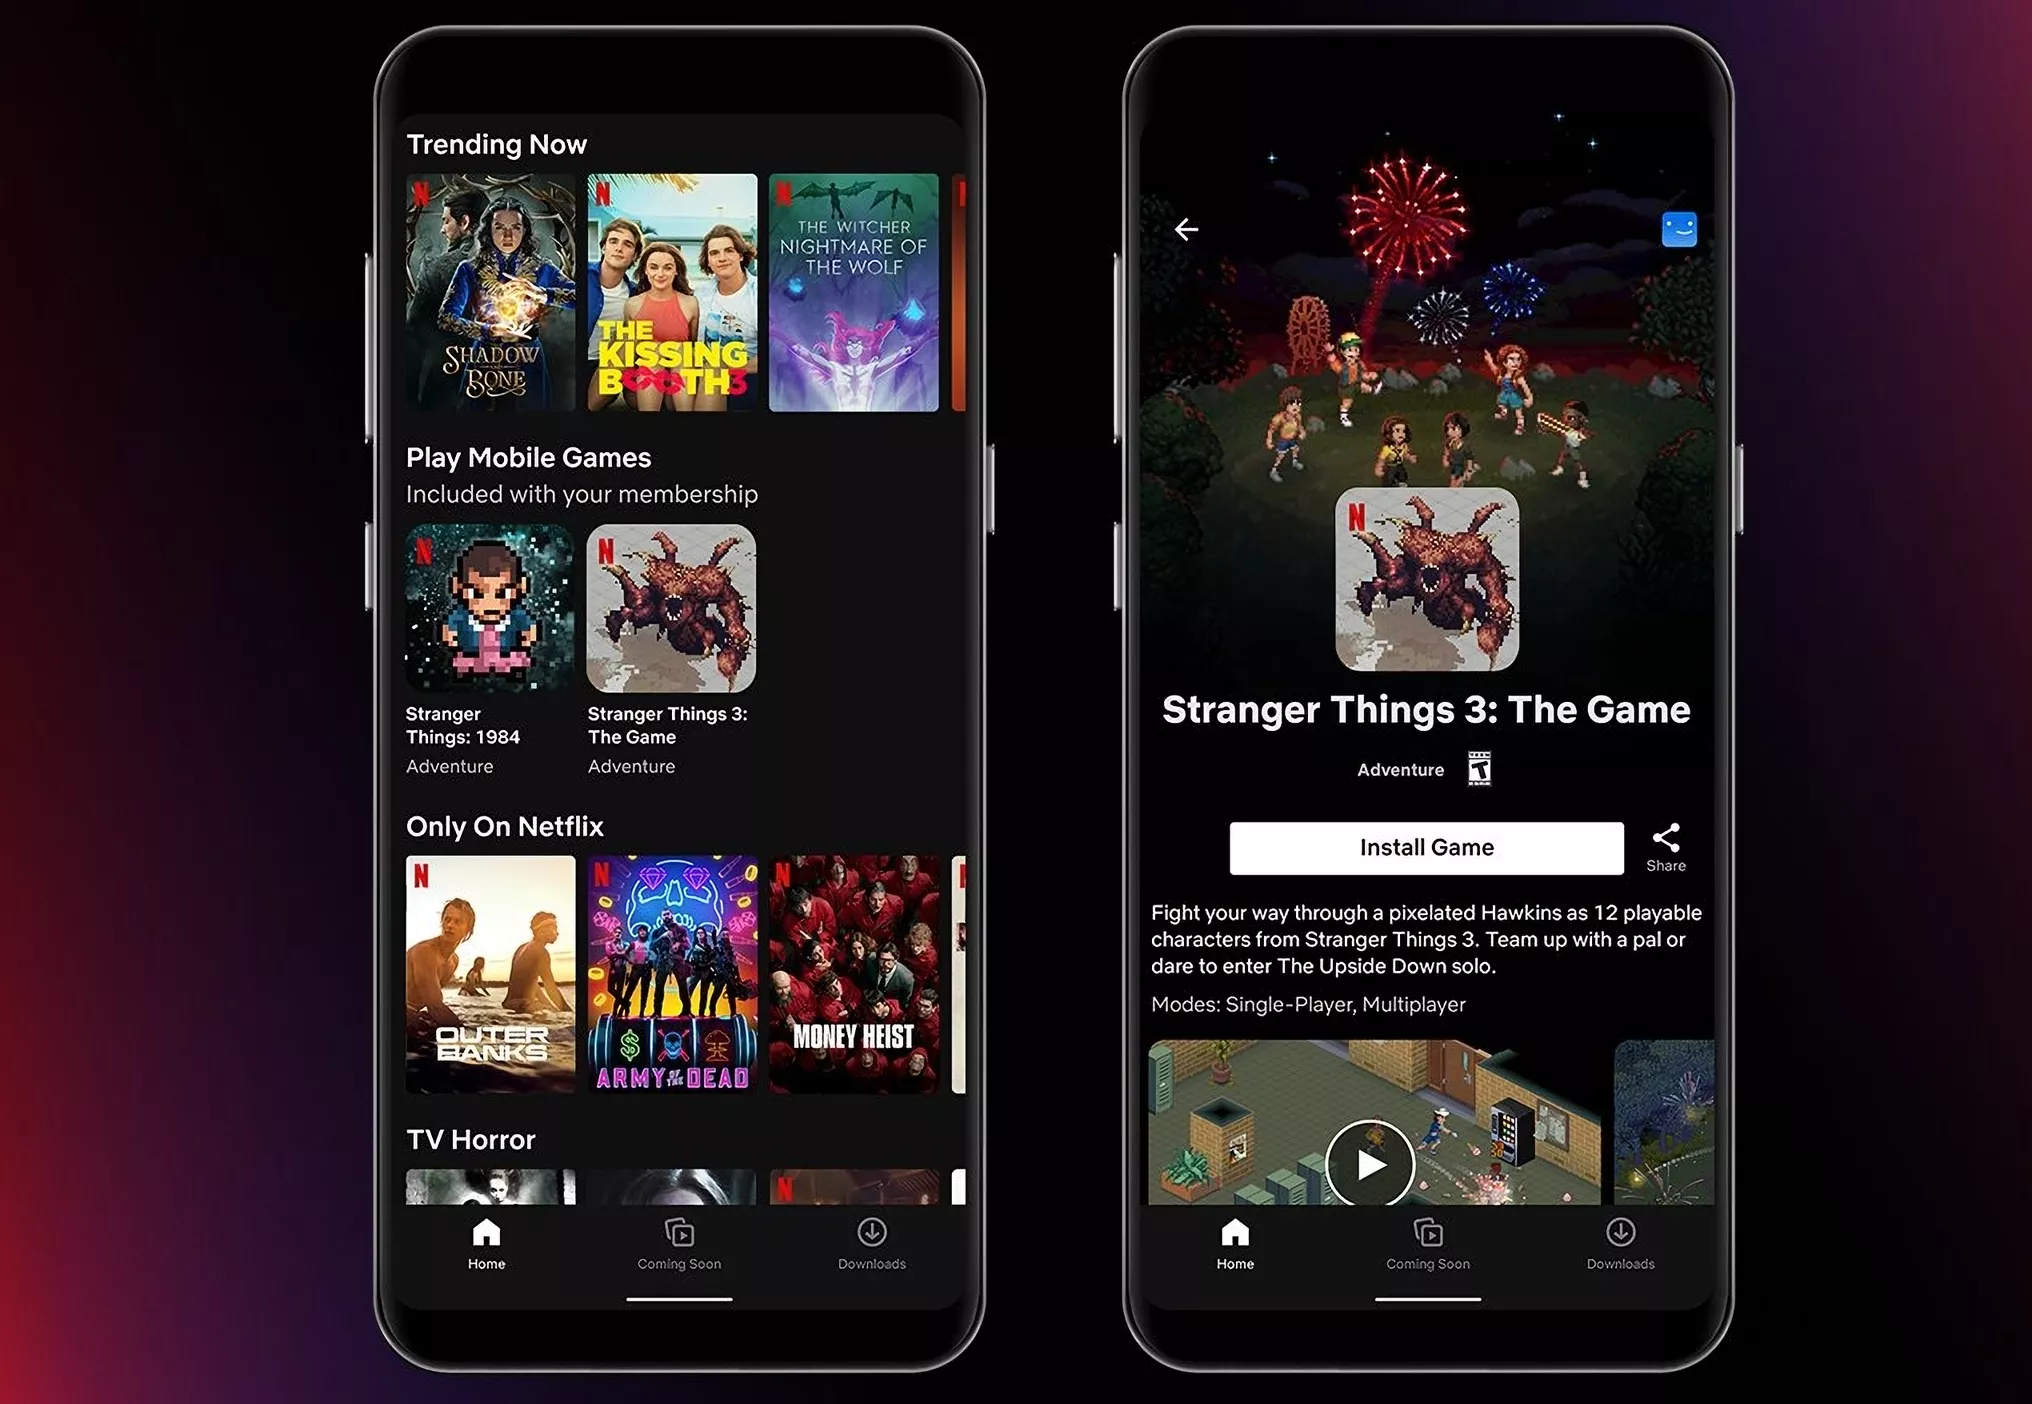 Trending Now
SHADOW
AND
BONE
THE
KISSING
BOOTH3
THE WITCHER
NIGHTMARE OF
THE WOLF
Play Mobile Games
Included with your membership
Stranger
Things: 1984
Adventure
Stranger Things 3:
The Game
Adventure
Only On Netflix
OUTER
BANKS
ARMY OF THE DEAD
MONEY HEIST
TV Horror
Home
Coming Soon
Downloads
Stranger Things 3: The Game
Adventure
T
Install Game
Share
Fight your way through a pixelated Hawkins as 12 playable
characters from Stranger Things 3. Team up with a pal or
dare to enter The Upside Down solo.
Modes: Single-Player, Multiplayer
Home
Coming Soon
Downloads